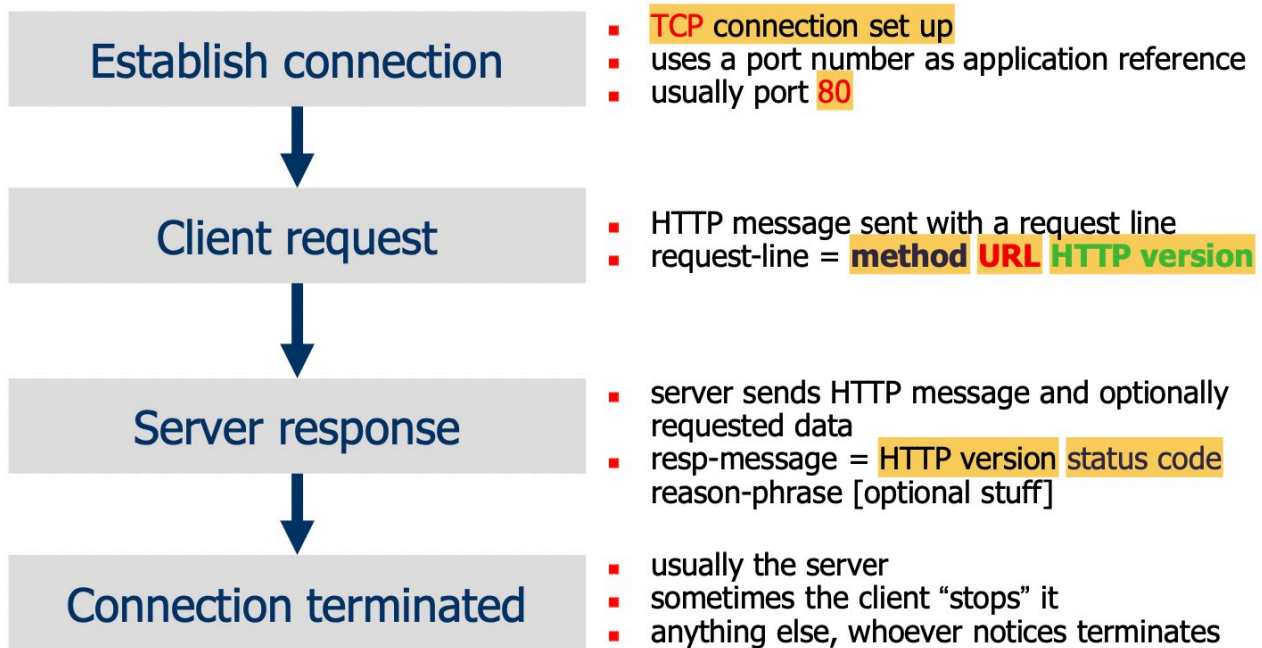 Establish connection
▪ TCP connection set up
▪ uses a port number as application reference
▪ usually port 80
Client request
▪ HTTP message sent with a request line
▪ request-line = method URL HTTP version
Server response
▪ server sends HTTP message and optionally
requested data
▪ resp-message = HTTP version status code
reason-phrase [optional stuff]
Connection terminated
▪ usually the server
▪ sometimes the client “stops” it
▪ anything else, whoever notices terminates